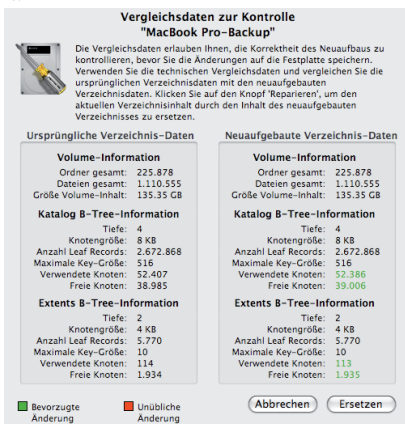 Vergleichsdaten zur Kontrolle
"MacBook Pro-Backup"
Die Vergleichsdaten erlauben Ihnen, die Korrektheit des Neuaufbaus zu
kontrollieren, bevor Sie die Änderungen auf die Festplatte speichern.
Verwenden Sie die technischen Vergleichsdaten und vergleichen Sie die
ursprünglichen Verzeichnisdaten mit den neuaufgebauten
Verzeichnisdaten. Klicken Sie auf den Knopf 'Reparieren', um den
aktuellen Verzeichnisinhalt durch den Inhalt des neuaufgebauten
Verzeichnisses zu ersetzen.
Ursprüngliche Verzeichnis-Daten
Volume-Information
Ordner gesamt: 225.878
Dateien gesamt: 1.110.555
Größe Volume-Inhalt: 135.35 GB
Katalog B-Tree-Information
Tiefe: 4
Knotengröße: 8 KB
Anzahl Leaf Records: 2.672.868
Maximale Key-Größe: 516
Verwendete Knoten: 52.407
Freie Knoten: 38.985
Extents B-Tree-Information
Tiefe: 2
Knotengröße: 4 KB
Anzahl Leaf Records: 5.770
Maximale Key-Größe: 10
Verwendete Knoten: 114
Freie Knoten: 1.934
Neuaufgebaute Verzeichnis-Daten
Volume-Information
Ordner gesamt: 225.878
Dateien gesamt: 1.110.555
Größe Volume-Inhalt: 135.35 GB
Katalog B-Tree-Information
Tiefe: 4
Knotengröße: 8 KB
Anzahl Leaf Records: 2.672.868
Maximale Key-Größe: 516
Verwendete Knoten: 52.386
Freie Knoten: 39.006
Extents B-Tree-Information
Tiefe: 2
Knotengröße: 4 KB
Anzahl Leaf Records: 5.770
Maximale Key-Größe: 10
Verwendete Knoten: 113
Freie Knoten: 1.935
Bevorzugte
Änderung
Unübliche
Änderung
Abbrechen
Ersetzen